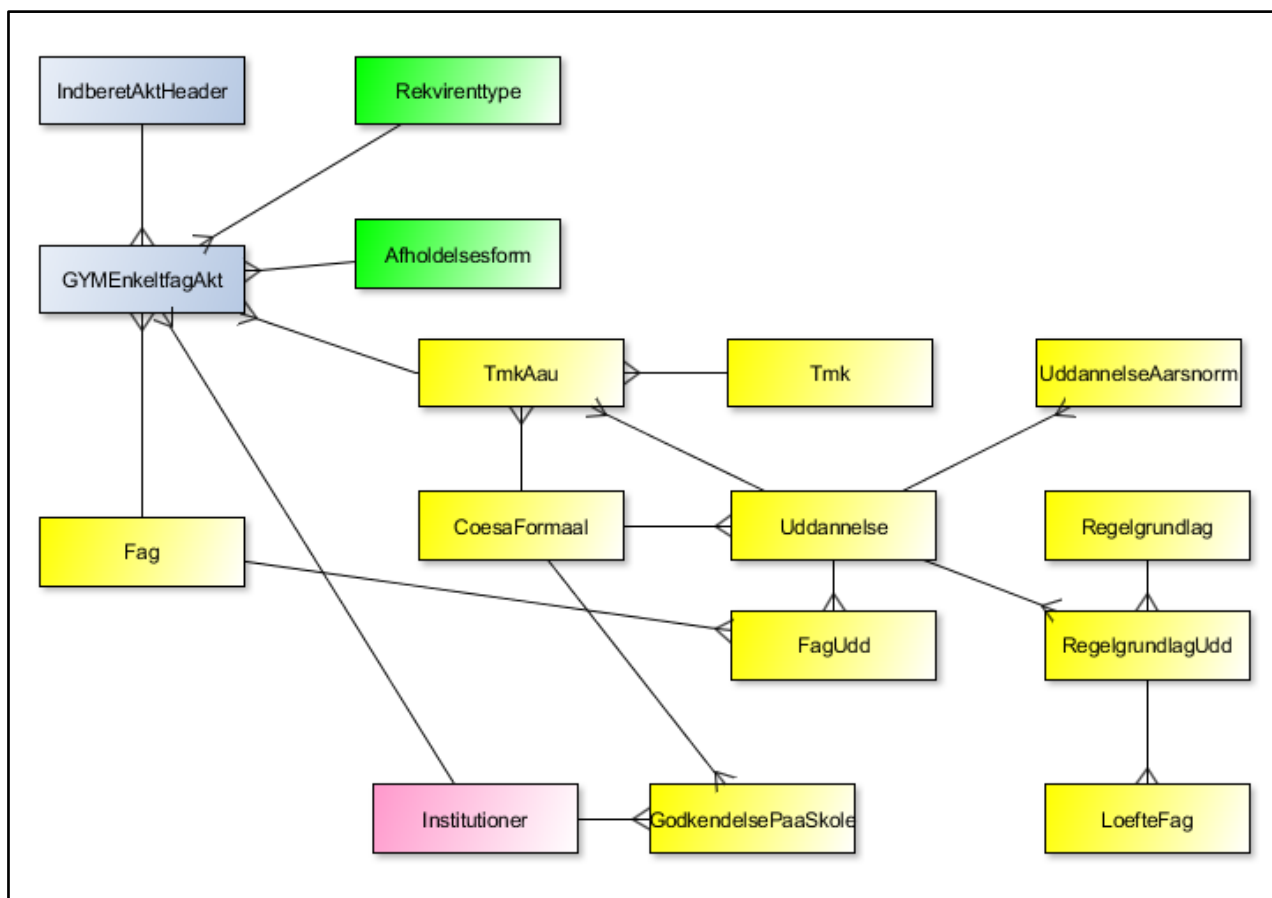 IndberetAktHeader
Rekvirenttype
GYMEnkeltfagAkt
Afholdelsesform
TmkAau
Tmk
UddannelseAarsnorm
Fag
CoesaFormaal
Uddannelse
Regelgrundlag
FagUdd
RegelgrundlagUdd
Institutioner
GodkendelsePaaSkole
LoefteFag